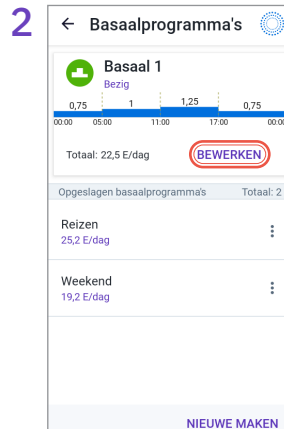 2
Basaalprogramma's
Basaal 1
Bezig
0,75 1 1,25 0,75
00:00 05:00 11:00 17:00 00:00
Totaal: 22,5 E/dag BEWERKEN
Opgeslagen basaalprogramma's Totaal: 2
Reizen
25,2 E/dag
Weekend
19,2 E/dag
NIEUWE MAKEN